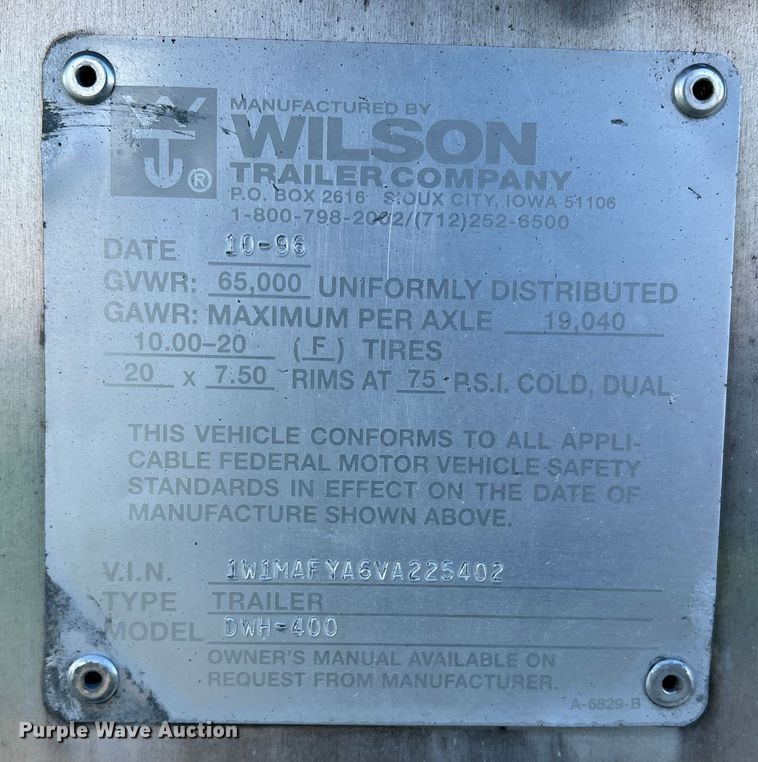 MANUFACTURED BY
WILSON
TRAILER COMPANY
P.O. BOX 2616 SIOUX CITY, IOWA 51106
1-800-798-2002/(712)252-6500
DATE 10-96
GVWR: 65,000 UNIFORMLY DISTRIBUTED
GAWR: MAXIMUM PER AXLE 19,040
10.00-20 (F) TIRES
20 x 7.50 RIMS AT 75 P.S.I. COLD, DUAL
THIS VEHICLE CONFORMS TO ALL APPLI-
CABLE FEDERAL MOTOR VEHICLE SAFETY
STANDARDS IN EFFECT ON THE DATE OF
MANUFACTURE SHOWN ABOVE.
V.I.N. 1W1MAFYA6VA225402
TYPE TRAILER
MODEL DWH-400
OWNER'S MANUAL AVAILABLE ON
REQUEST FROM MANUFACTURER.
A-6829-B
Purple Wave Auction